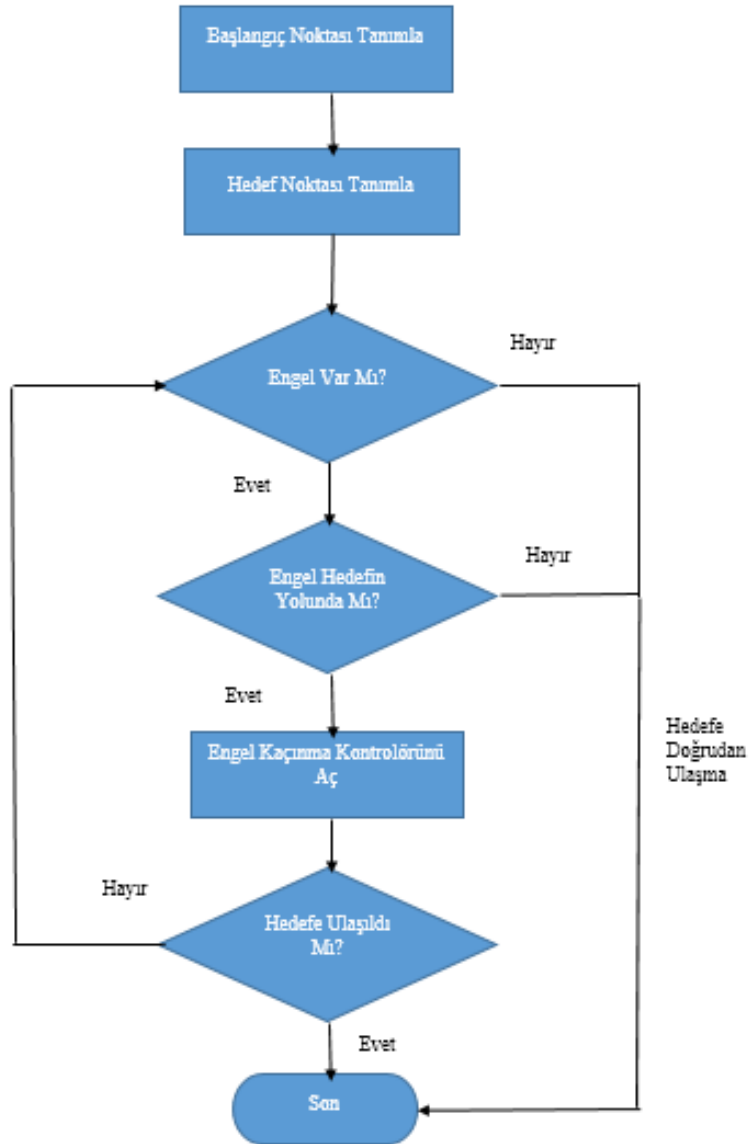 Başlangıç Noktası Tanımla
Hedef Noktası Tanımla
Hayır
Engel Var Mı?
Evet
Engel Hedefin
Yolunda Mı?
Hayır
Evet
Engel Kaçınma Kontrolörünü
Aç
Hedefe
Doğrudan
Ulaşma
Hayır
Hedefe Ulaşıldı
Mı?
Evet
Son